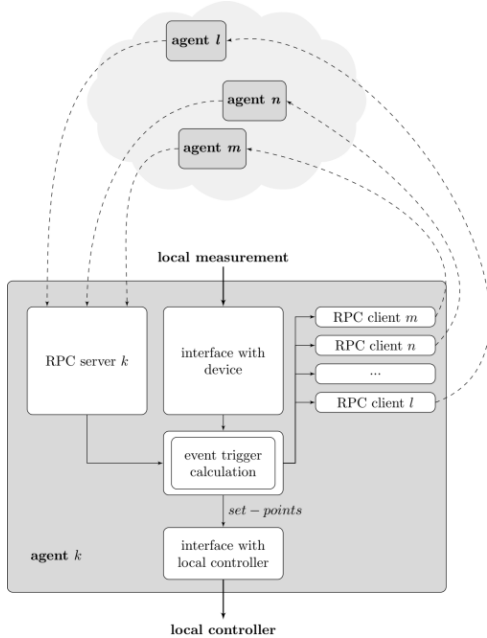 agent l
agent n
agent m
local measurement
RPC server k
interface with
device
RPC client m
RPC client n
...
RPC client l
event trigger
calculation
set − points
interface with
local controller
agent k
local controller